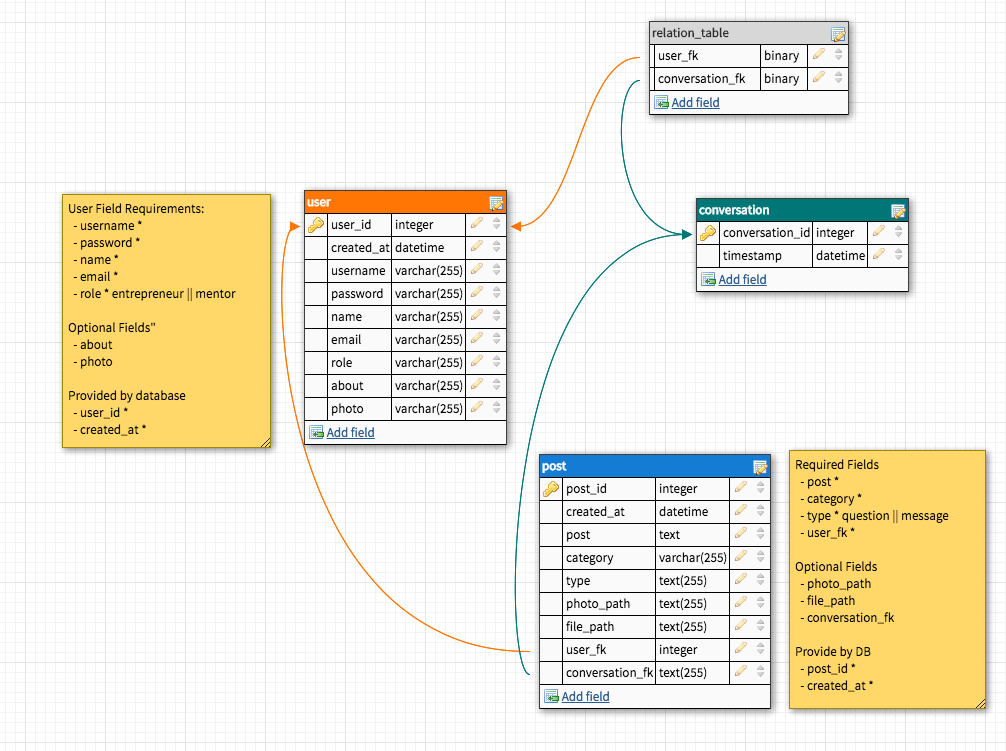 relation_table
user_fk binary
conversation_fk binary
Add field
User Field Requirements:
- username *
- password *
- name *
- email *
- role * entrepreneur || mentor
Optional Fields"
- about
- photo
Provided by database
- user_id *
- created_at *
user
user_id integer
created_at datetime
username varchar(255)
password varchar(255)
name varchar(255)
email varchar(255)
role varchar(255)
about varchar(255)
photo varchar(255)
Add field
conversation
conversation_id integer
timestamp datetime
Add field
post
post_id integer
created_at datetime
post text
category varchar(255)
type text(255)
photo_path text(255)
file_path text(255)
user_fk integer
conversation_fk text(255)
Add field
Required Fields
- post *
- category *
- type * question || message
- user_fk *
Optional Fields
- photo_path
- file_path
- conversation_fk
Provide by DB
- post_id *
- created_at *